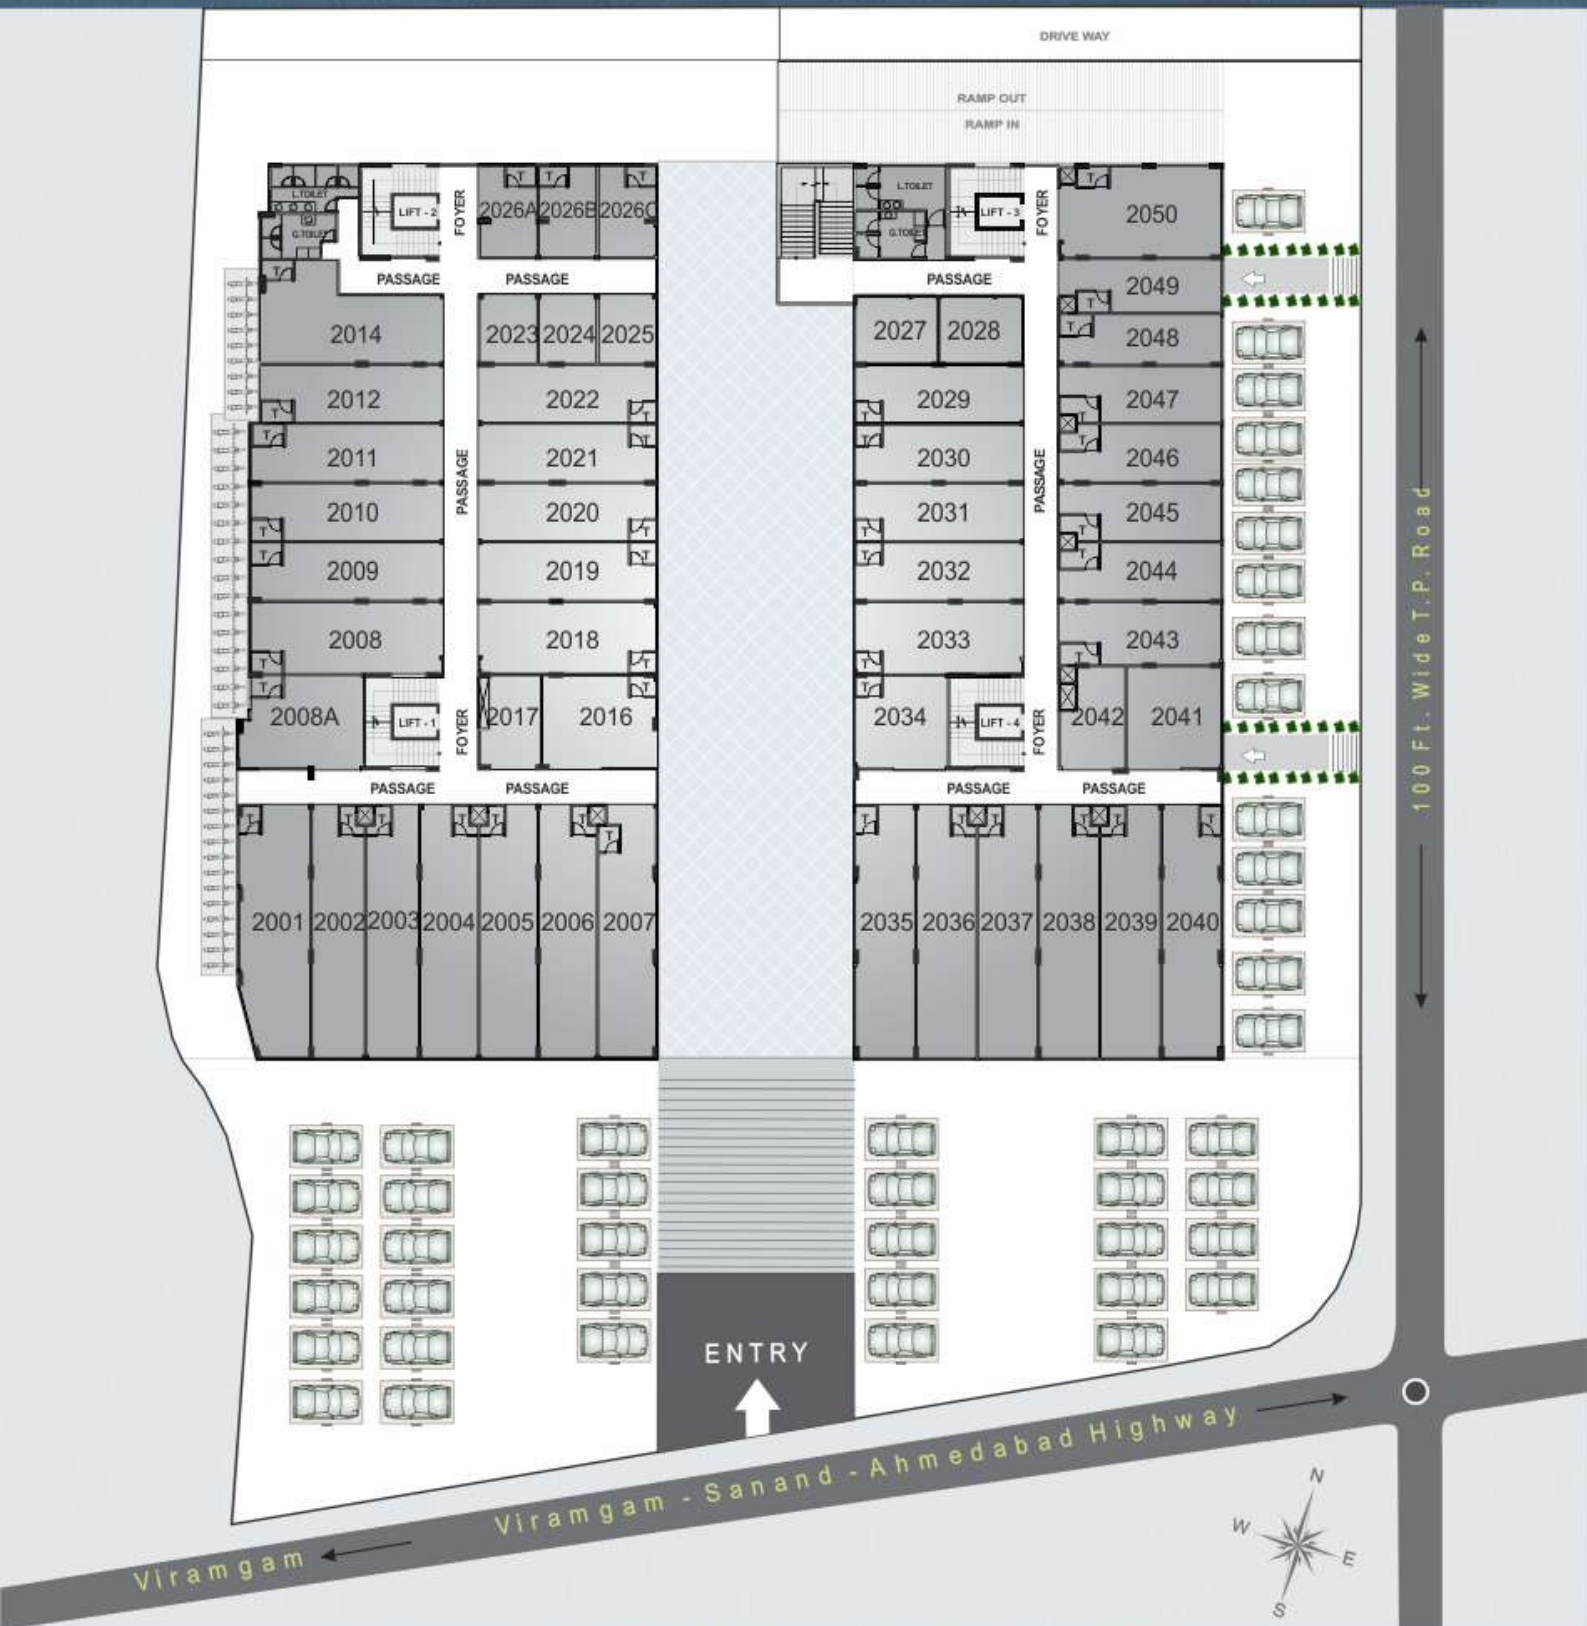 DRIVE WAY
RAMP OUT
RAMP IN
L.TOILET
G.TOILET
LIFT - 2
FOYER
2026A 2026B 2026C
T T T
PASSAGE PASSAGE
T
2014
2023 2024 2025
2012
T
2022
T
2011
T
2021
T
PASSAGE
2010
T
2020
T
2009
T
2019
T
2008
T
2018
T
2008A
T
LIFT - 1
FOYER
2017
2016
T
PASSAGE PASSAGE
T T T T T T T
2001 2002 2003 2004 2005 2006 2007
L.TOILET
G.TOILET
LIFT - 3
FOYER
T
2050
PASSAGE
2049
T
2027 2028
T
2048
2029
T
2047
T
2030
T
2046
T
PASSAGE
2031
T
2045
T
2032
T
2044
T
2033
T
2043
T
2034
T
LIFT - 4
FOYER
2042
2041
PASSAGE PASSAGE
T T T T T T
2035 2036 2037 2038 2039 2040
100 Ft. Wide T.P. Road
ENTRY
Viramgam - Sanand - Ahmedabad Highway
Viramgam
N
W
E
S